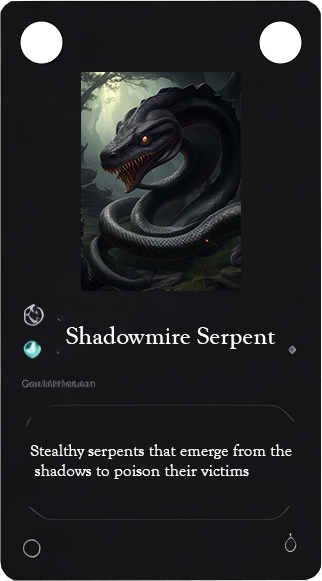 Shadowmire Serpent
Stealthy serpents that emerge from the
shadows to poison their victims